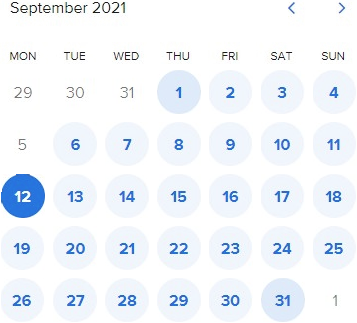 September 2021 < >
MON TUE WED THU FRI SAT SUN
29 30 31 1 2 3 4
5 6 7 8 9 10 11
12 13 14 15 16 17 18
19 20 21 22 23 24 25
26 27 28 29 30 31 1